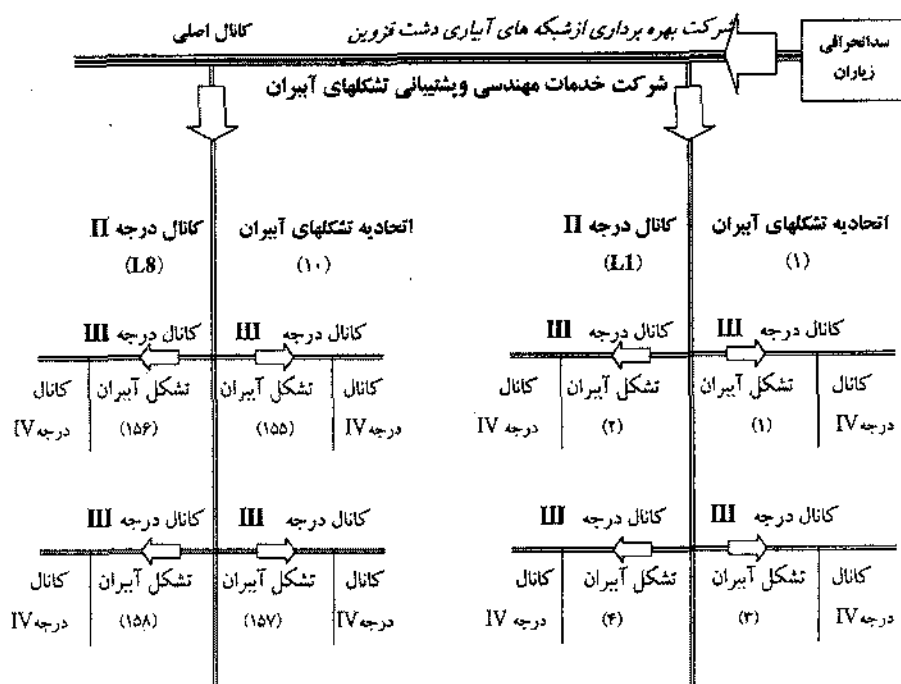 شرکت بهره برداری ازشبکه های آبیاری دشت قزوین
کانال اصلی
سدانحرافی
زیاران
شرکت خدمات مهندسی وپشتیبانی تشکلهای آببران
اتحادیه تشکلهای آببران
(۱)
کانال درجه II
(L1)
اتحادیه تشکلهای آببران
(۱۰)
کانال درجه II
(L8)
کانال درجه III
کانال درجه III
کانال درجه III
کانال درجه III
کانال
درجه IV
تشکل آببران
(۱)
تشکل آببران
(۲)
کانال
درجه IV
کانال
درجه IV
تشکل آببران
(۱۵۵)
تشکل آببران
(۱۵۶)
کانال
درجه IV
کانال درجه III
کانال درجه III
کانال درجه III
کانال درجه III
کانال
درجه IV
تشکل آببران
(۳)
تشکل آببران
(۴)
کانال
درجه IV
کانال
درجه IV
تشکل آببران
(۱۵۷)
تشکل آببران
(۱۵۸)
کانال
درجه IV